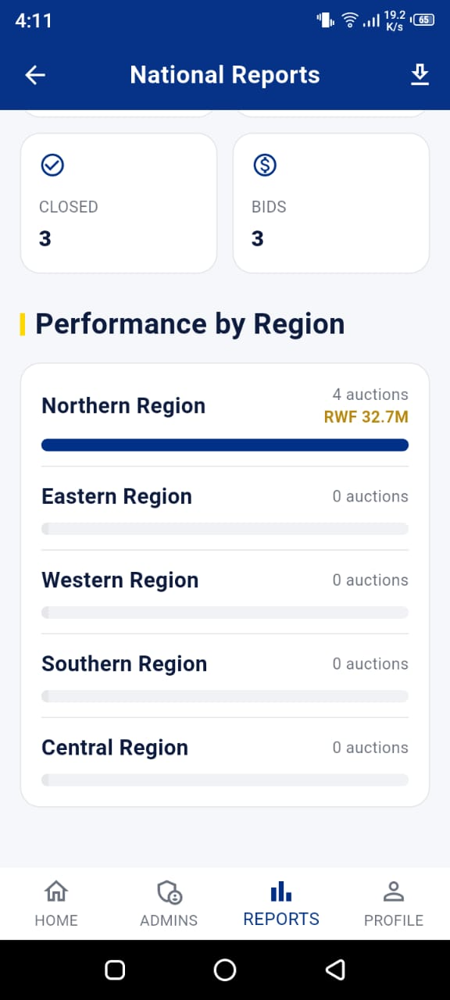 4:11
19.2
K/s
65
National Reports
CLOSED
3
BIDS
3
Performance by Region
Northern Region
4 auctions
RWF 32.7M
Eastern Region
0 auctions
Western Region
0 auctions
Southern Region
0 auctions
Central Region
0 auctions
HOME
ADMINS
REPORTS
PROFILE